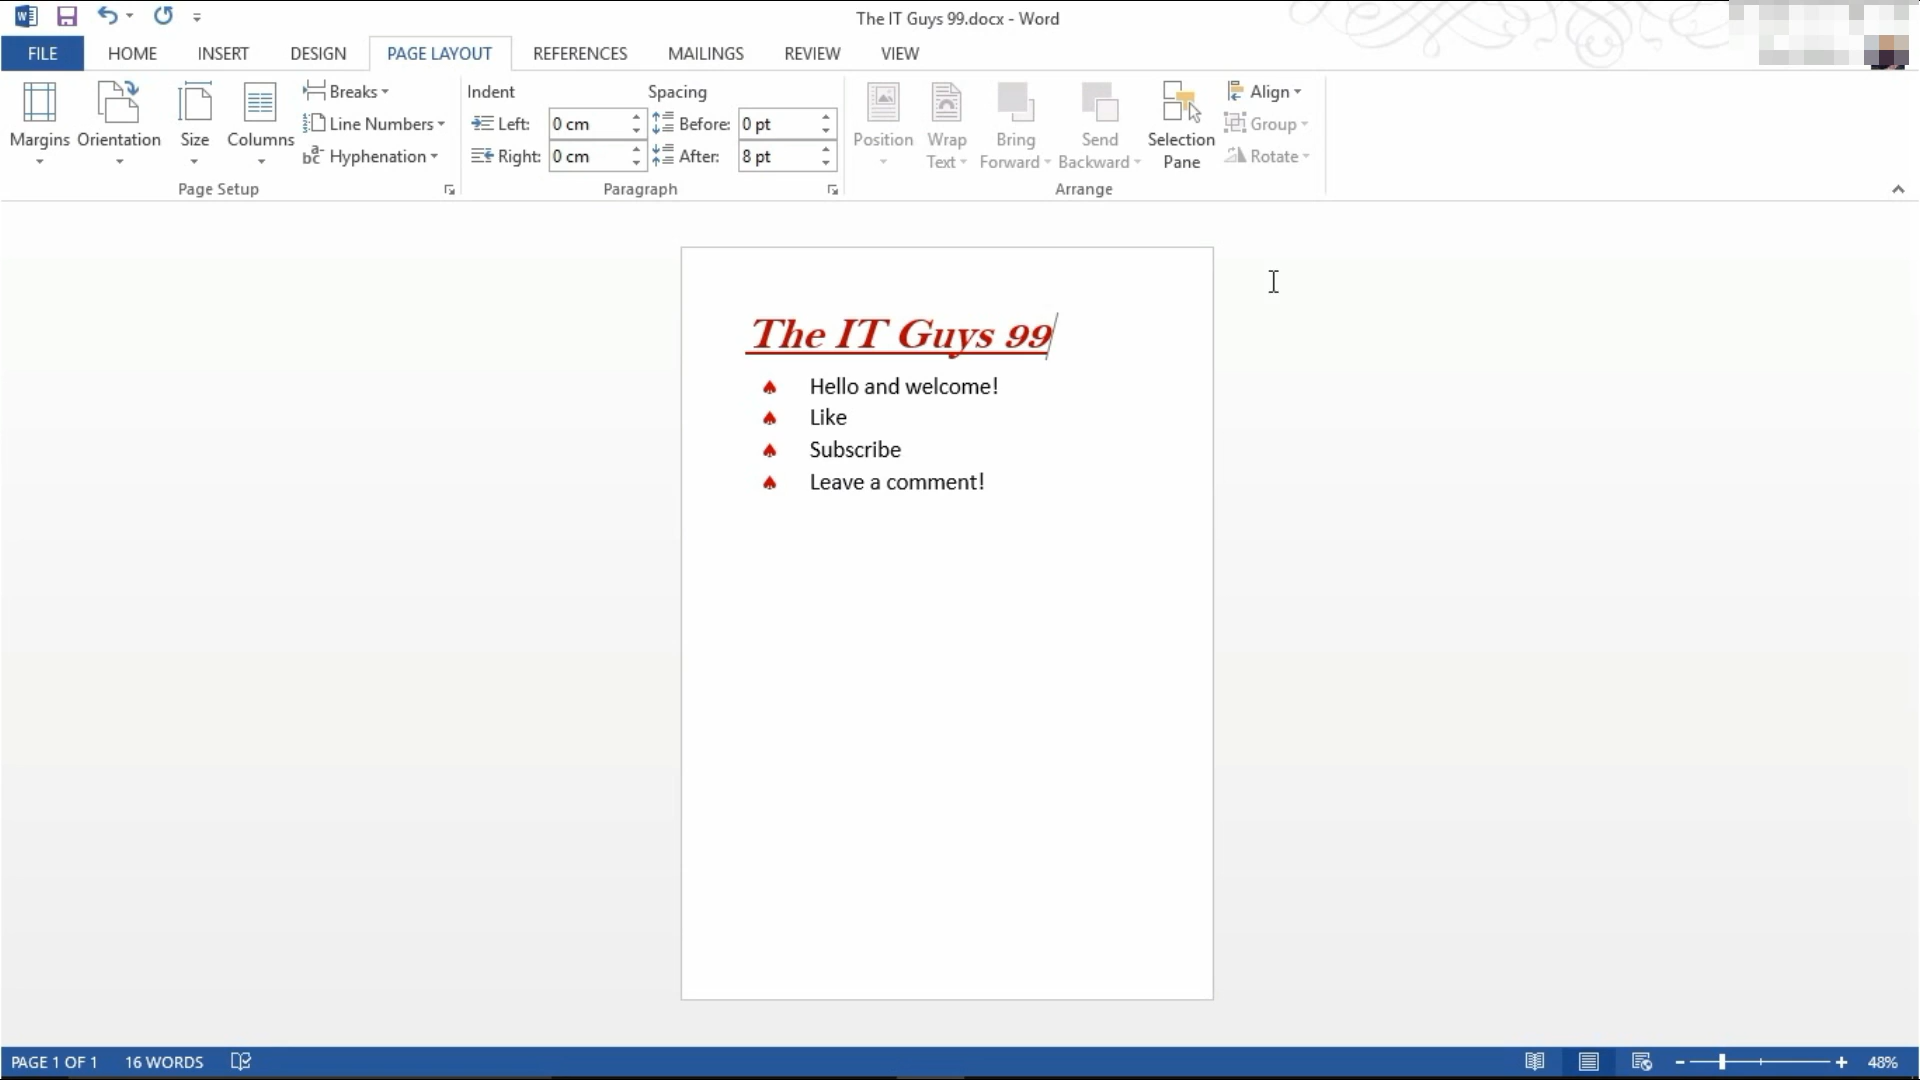 The IT Guys 99.docx - Word
FILE HOME INSERT DESIGN PAGE LAYOUT REFERENCES MAILINGS REVIEW VIEW
Margins
Orientation
Size
Columns
Breaks
Line Numbers
Hyphenation
Page Setup
Indent
Left: 0 cm
Right: 0 cm
Spacing
Before: 0 pt
After: 8 pt
Paragraph
Position
Wrap
Text
Bring
Forward
Send
Backward
Selection
Pane
Align
Group
Rotate
Arrange
The IT Guys 99
Hello and welcome!
Like
Subscribe
Leave a comment!
PAGE 1 OF 1 16 WORDS 48%